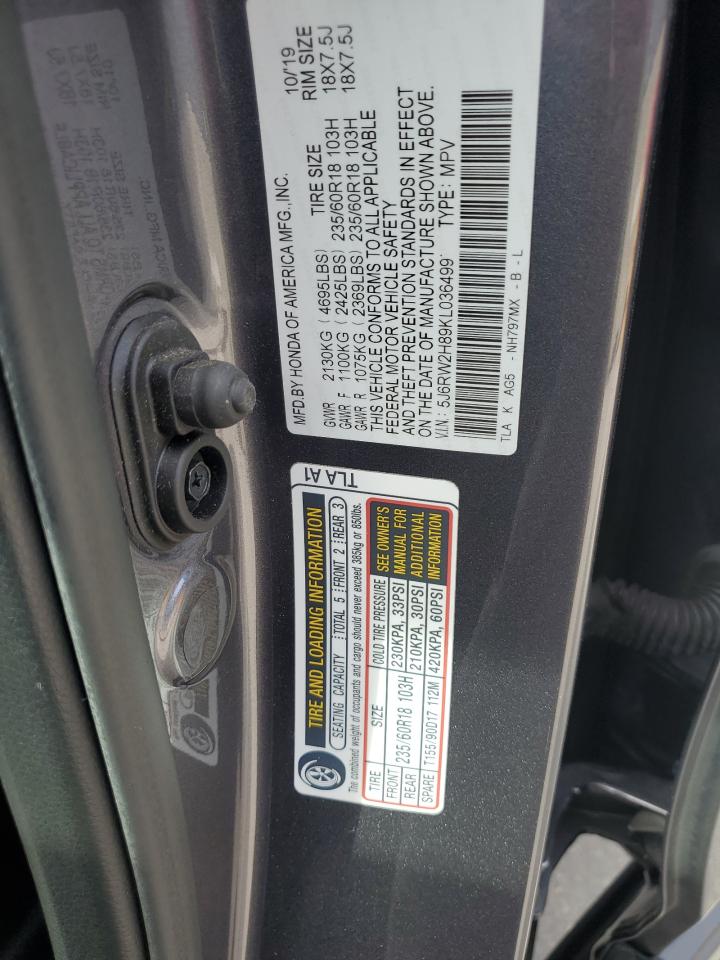 MFD.BY HONDA OF AMERICA MFG.,INC. 10/'19
GVWR 2130KG ( 4695LBS) TIRE SIZE RIM SIZE
GAWR F 1100KG ( 2425LBS) 235/60R18 103H 18X7.5J
GAWR R 1075KG ( 2369LBS) 235/60R18 103H 18X7.5J
THIS VEHICLE CONFORMS TO ALL APPLICABLE
FEDERAL MOTOR VEHICLE SAFETY
AND THEFT PREVENTION STANDARDS IN EFFECT
ON THE DATE OF MANUFACTURE SHOWN ABOVE.
V.I.N.: 5J6RW2H89KL036499 TYPE: MPV
TLA K AG5 - NH797MX - B - L
TLA A1
TIRE AND LOADING INFORMATION
SEATING CAPACITY TOTAL 5 FRONT 2 REAR 3
The combined weight of occupants and cargo should never exceed 385kg or 850lbs.
TIRE SIZE COLD TIRE PRESSURE
FRONT 235/60R18 103H 230KPA, 33PSI
REAR 210KPA, 30PSI
SPARE T155/90D17 112M 420KPA, 60PSI
SEE OWNER'S
MANUAL FOR
ADDITIONAL
INFORMATION